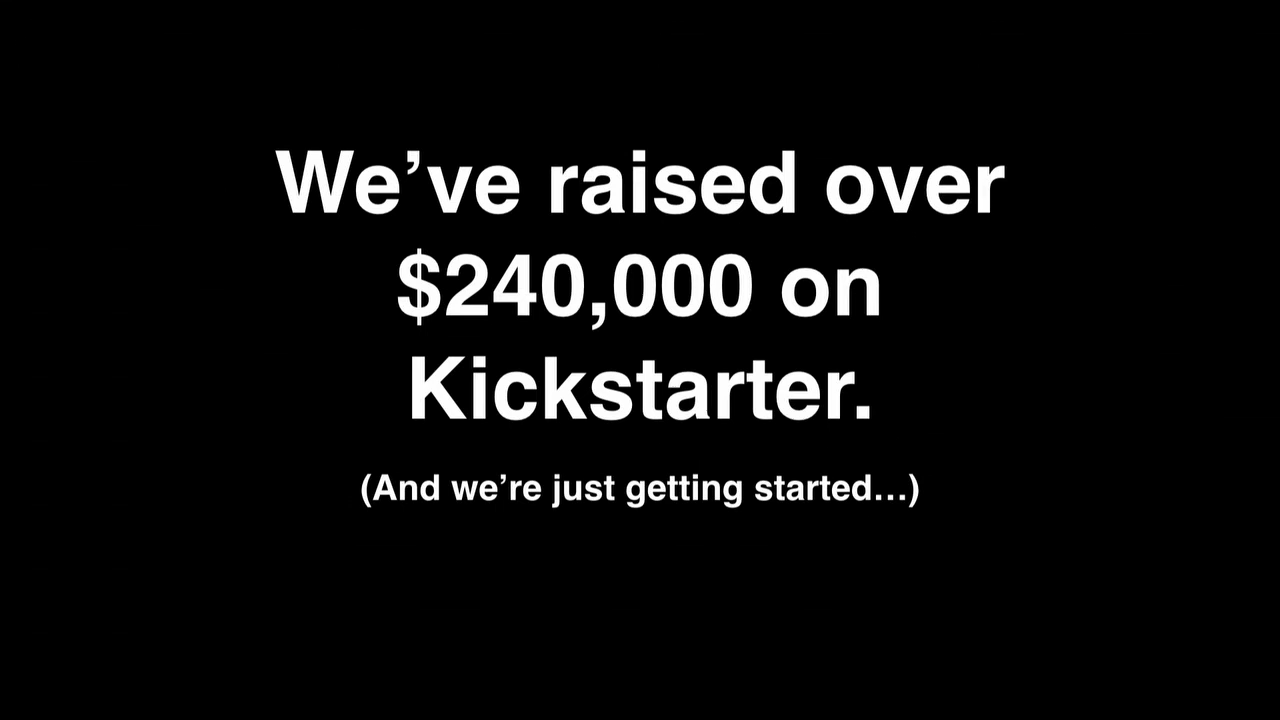 We’ve raised over
$240,000 on
Kickstarter.
(And we’re just getting started...)